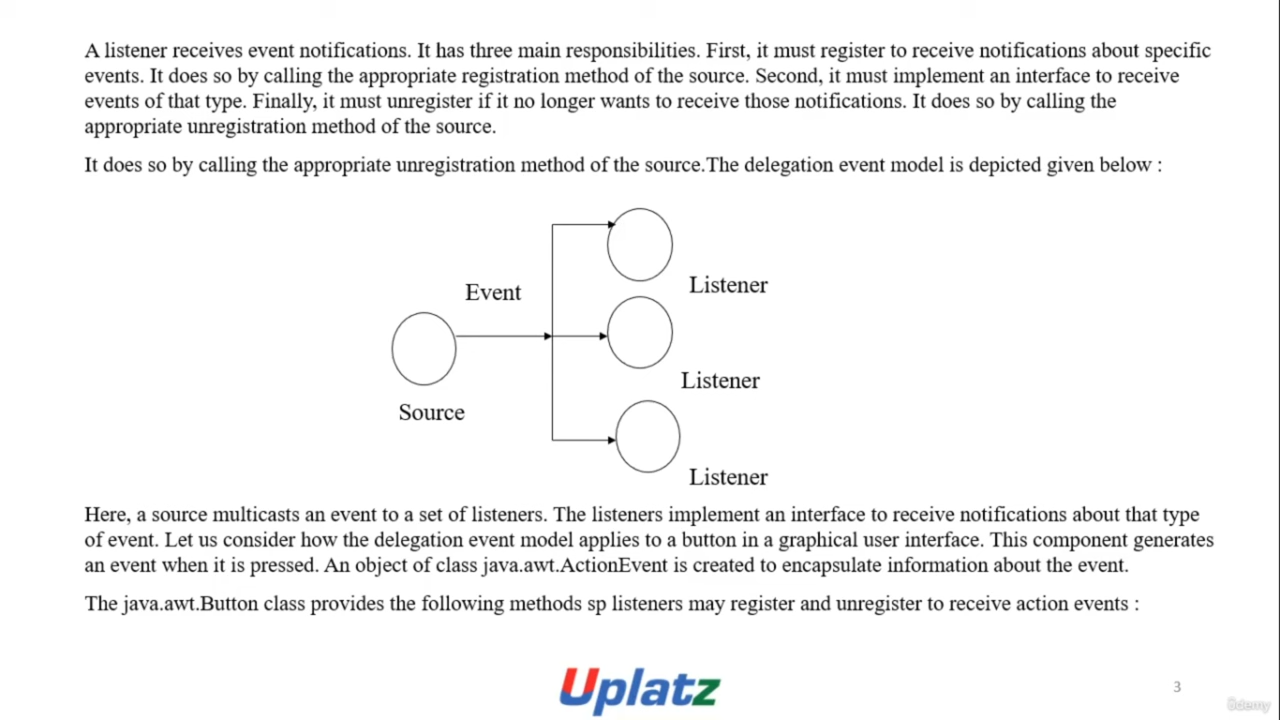 A listener receives event notifications. It has three main responsibilities. First, it must register to receive notifications about specific
events. It does so by calling the appropriate registration method of the source. Second, it must implement an interface to receive
events of that type. Finally, it must unregister if it no longer wants to receive those notifications. It does so by calling the
appropriate unregistration method of the source.
It does so by calling the appropriate unregistration method of the source.The delegation event model is depicted given below :
Event
Listener
Listener
Source
Listener
Here, a source multicasts an event to a set of listeners. The listeners implement an interface to receive notifications about that type
of event. Let us consider how the delegation event model applies to a button in a graphical user interface. This component generates
an event when it is pressed. An object of class java.awt.ActionEvent is created to encapsulate information about the event.
The java.awt.Button class provides the following methods sp listeners may register and unregister to receive action events :
Uplatz
3
ûdemy